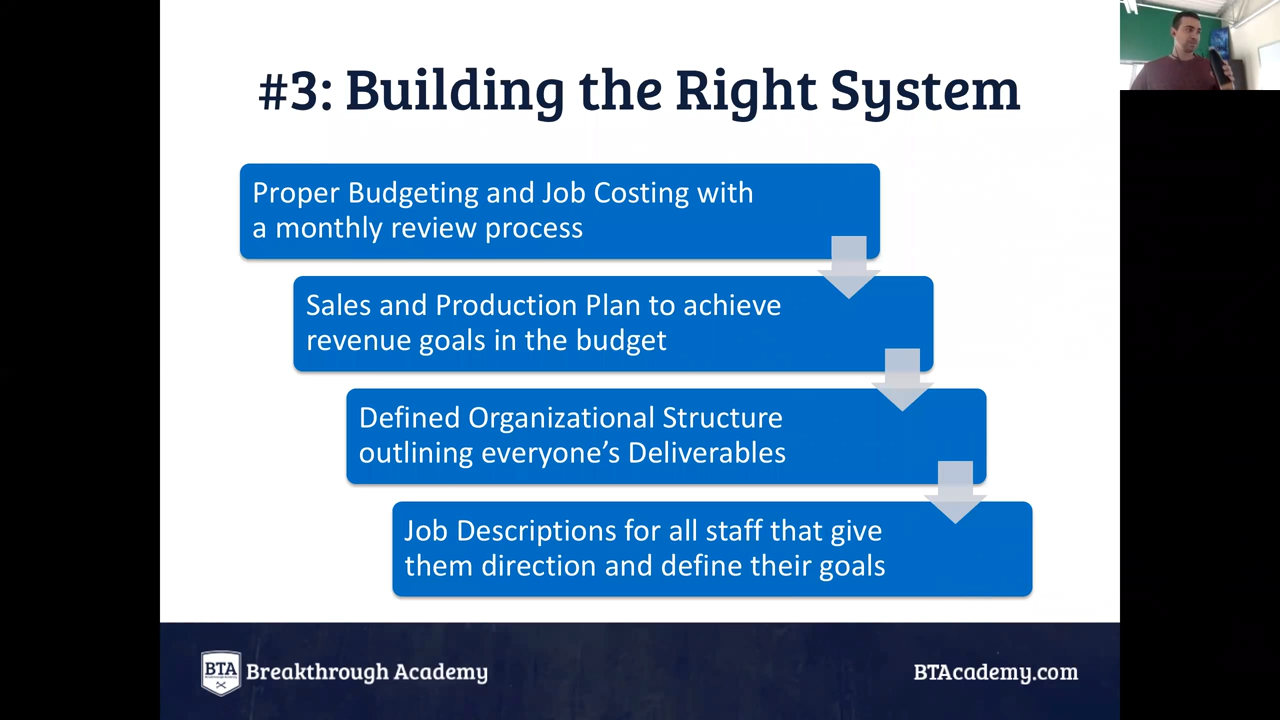 #3: Building the Right System
Proper Budgeting and Job Costing with
a monthly review process
Sales and Production Plan to achieve
revenue goals in the budget
Defined Organizational Structure
outlining everyone’s Deliverables
Job Descriptions for all staff that give
them direction and define their goals
BTA
Breakthrough Academy
BTAcademy.com